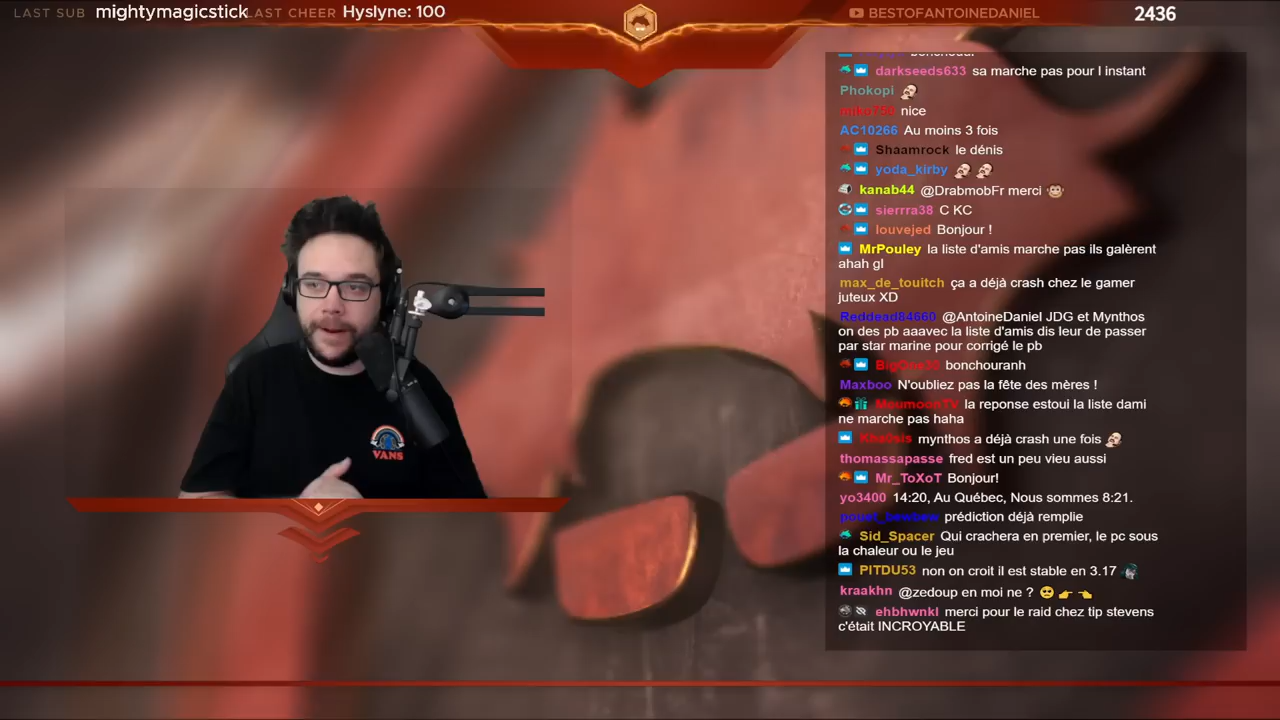 LAST SUB mightymagicstick LAST CHEER Hyslyne: 100
BESTOFANTOINEDANIEL
2436
darkseeds633 sa marche pas pour l instant
Phokopi
miko750 nice
AC10266 Au moins 3 fois
Shaamrock le dénis
yoda_kirby
kanab44 @DrabmobFr merci
sierrra38 C KC
louvejed Bonjour !
MrPouley la liste d'amis marche pas ils galèrent
ahah gl
max_de_touitch ça a déjà crash chez le gamer
juteux XD
Reddead84660 @AntoineDaniel JDG et Mynthos
on des pb aaavec la liste d'amis dis leur de passer
par star marine pour corrigé le pb
bonchouranh
Maxboo N'oubliez pas la fête des mères !
MoumoonTV la reponse estoui la liste dami
ne marche pas haha
mynthos a déjà crash une fois
thomassapasse fred est un peu vieu aussi
Mr_ToXoT Bonjour!
yo3400 14:20, Au Québec, Nous sommes 8:21.
prédiction déjà remplie
Sid_Spacer Qui crachera en premier, le pc sous
la chaleur ou le jeu
PITDU53 non on croit il est stable en 3.17
kraakhn @zedoup en moi ne ?
ehbhwnkl merci pour le raid chez tip stevens
c'était INCROYABLE
VANS